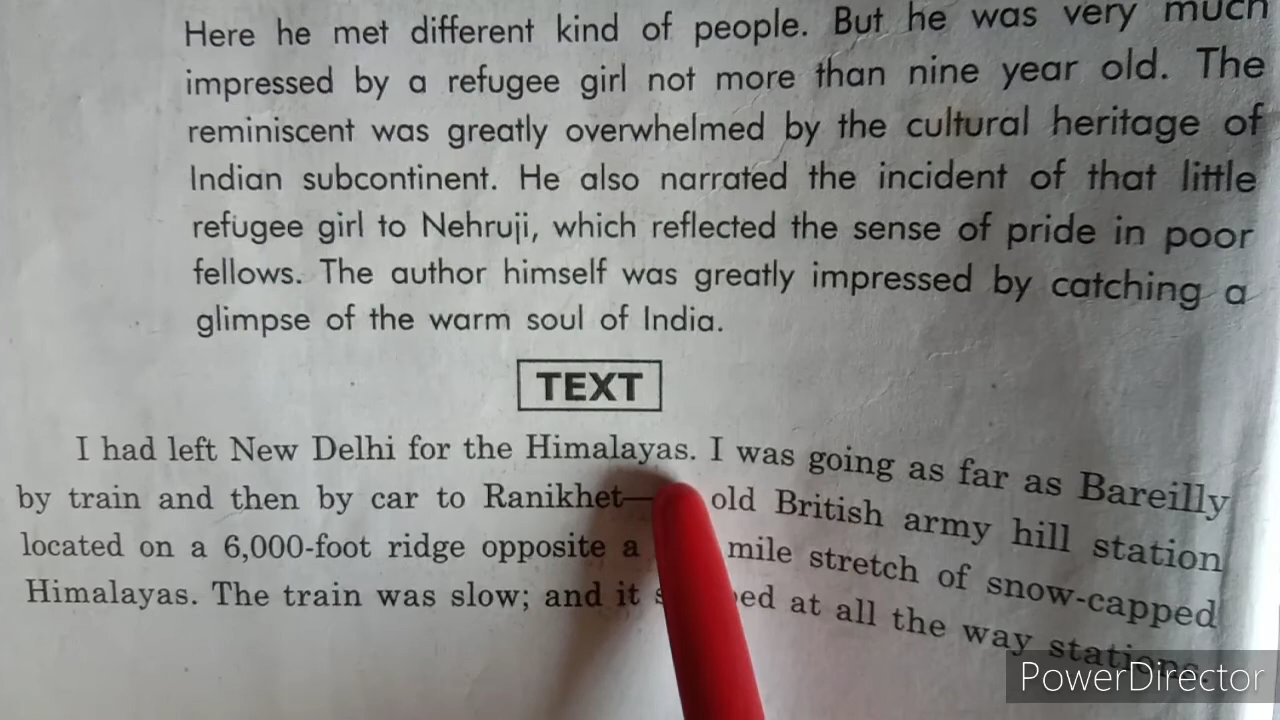 Here he met different kind of people. But he was very much
impressed by a refugee girl not more than nine year old. The
reminiscent was greatly overwhelmed by the cultural heritage of
Indian subcontinent. He also narrated the incident of that little
refugee girl to Nehruji, which reflected the sense of pride in poor
fellows. The author himself was greatly impressed by catching a
glimpse of the warm soul of India.
TEXT
I had left New Delhi for the Himalayas. I was going as far as Bareilly
by train and then by car to Ranikhet— old British army hill station
located on a 6,000-foot ridge opposite a mile stretch of snow-capped
Himalayas. The train was slow; and it at all the way stations.
PowerDirector